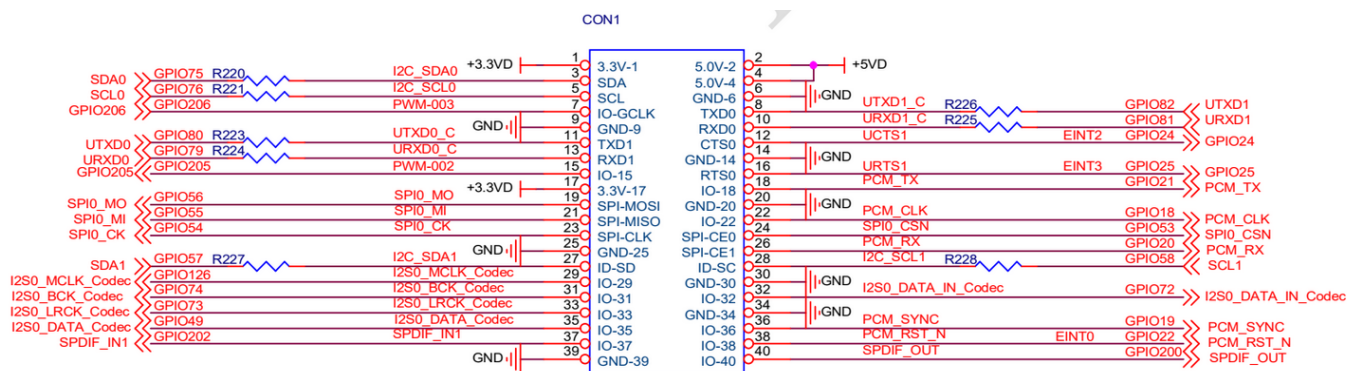 CON1
+3.3VD 1 3.3V-1 5.0V-2 2 +5VD
SDA0 GPIO75 R220 I2C_SDA0 3 SDA 5.0V-4 4
SCL0 GPIO76 R221 I2C_SCL0 5 SCL GND-6 6 GND
GPIO206 GPIO206 PWM-003 7 IO-GCLK TXD0 8 UTXD1_C R226 GPIO82 UTXD1
GND 9 GND-9 RXD0 10 URXD1_C R225 GPIO81 URXD1
UTXD0 GPIO80 R223 UTXD0_C 11 TXD1 CTS0 12 UCTS1 EINT2 GPIO24 GPIO24
URXD0 GPIO79 R224 URXD0_C 13 RXD1 GND-14 14 GND
GPIO205 GPIO205 PWM-002 15 IO-15 RTS0 16 URTS1 EINT3 GPIO25 GPIO25
+3.3VD 17 3.3V-17 IO-18 18 PCM_TX GPIO21 PCM_TX
SPI0_MO GPIO56 SPI0_MO 19 SPI-MOSI GND-20 20 GND
SPI0_MI GPIO55 SPI0_MI 21 SPI-MISO IO-22 22 PCM_CLK GPIO18 PCM_CLK
SPI0_CK GPIO54 SPI0_CK 23 SPI-CLK SPI-CE0 24 SPI0_CSN GPIO53 SPI0_CSN
GND 25 GND-25 SPI-CE1 26 PCM_RX GPIO20 PCM_RX
SDA1 GPIO57 R227 I2C_SDA1 27 ID-SD ID-SC 28 I2C_SCL1 R228 GPIO58 SCL1
I2S0_MCLK_Codec GPIO126 I2S0_MCLK_Codec 29 IO-29 GND-30 30 GND
I2S0_BCK_Codec GPIO74 I2S0_BCK_Codec 31 IO-31 IO-32 32 I2S0_DATA_IN_Codec GPIO72 I2S0_DATA_IN_Codec
I2S0_LRCK_Codec GPIO73 I2S0_LRCK_Codec 33 IO-33 GND-34 34 GND
I2S0_DATA_Codec GPIO49 I2S0_DATA_Codec 35 IO-35 IO-36 36 PCM_SYNC GPIO19 PCM_SYNC
SPDIF_IN1 GPIO202 SPDIF_IN1 37 IO-37 IO-38 38 PCM_RST_N EINT0 GPIO22 PCM_RST_N
GND 39 GND-39 IO-40 40 SPDIF_OUT GPIO200 SPDIF_OUT